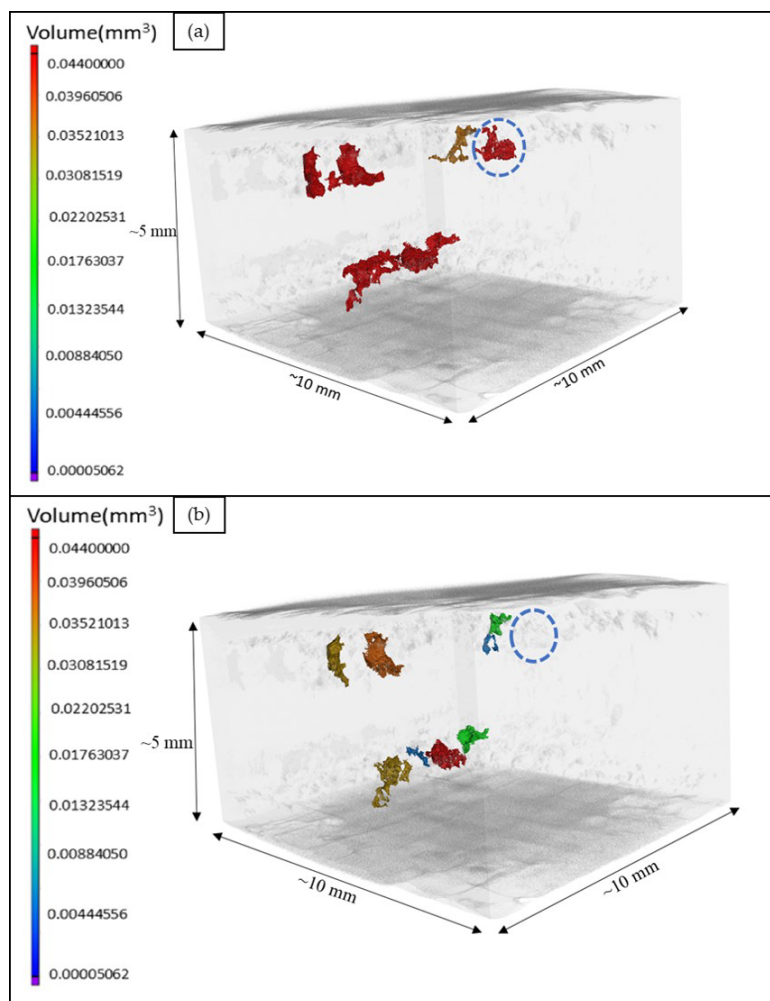 Volume(mm³)
(a)
0.04400000
0.03960506
0.03521013
0.03081519
0.02202531
0.01763037
0.01323544
0.00884050
0.00444556
0.00005062
~5 mm
~10 mm
~10 mm
Volume(mm³)
(b)
0.04400000
0.03960506
0.03521013
0.03081519
0.02202531
0.01763037
0.01323544
0.00884050
0.00444556
0.00005062
~5 mm
~10 mm
~10 mm